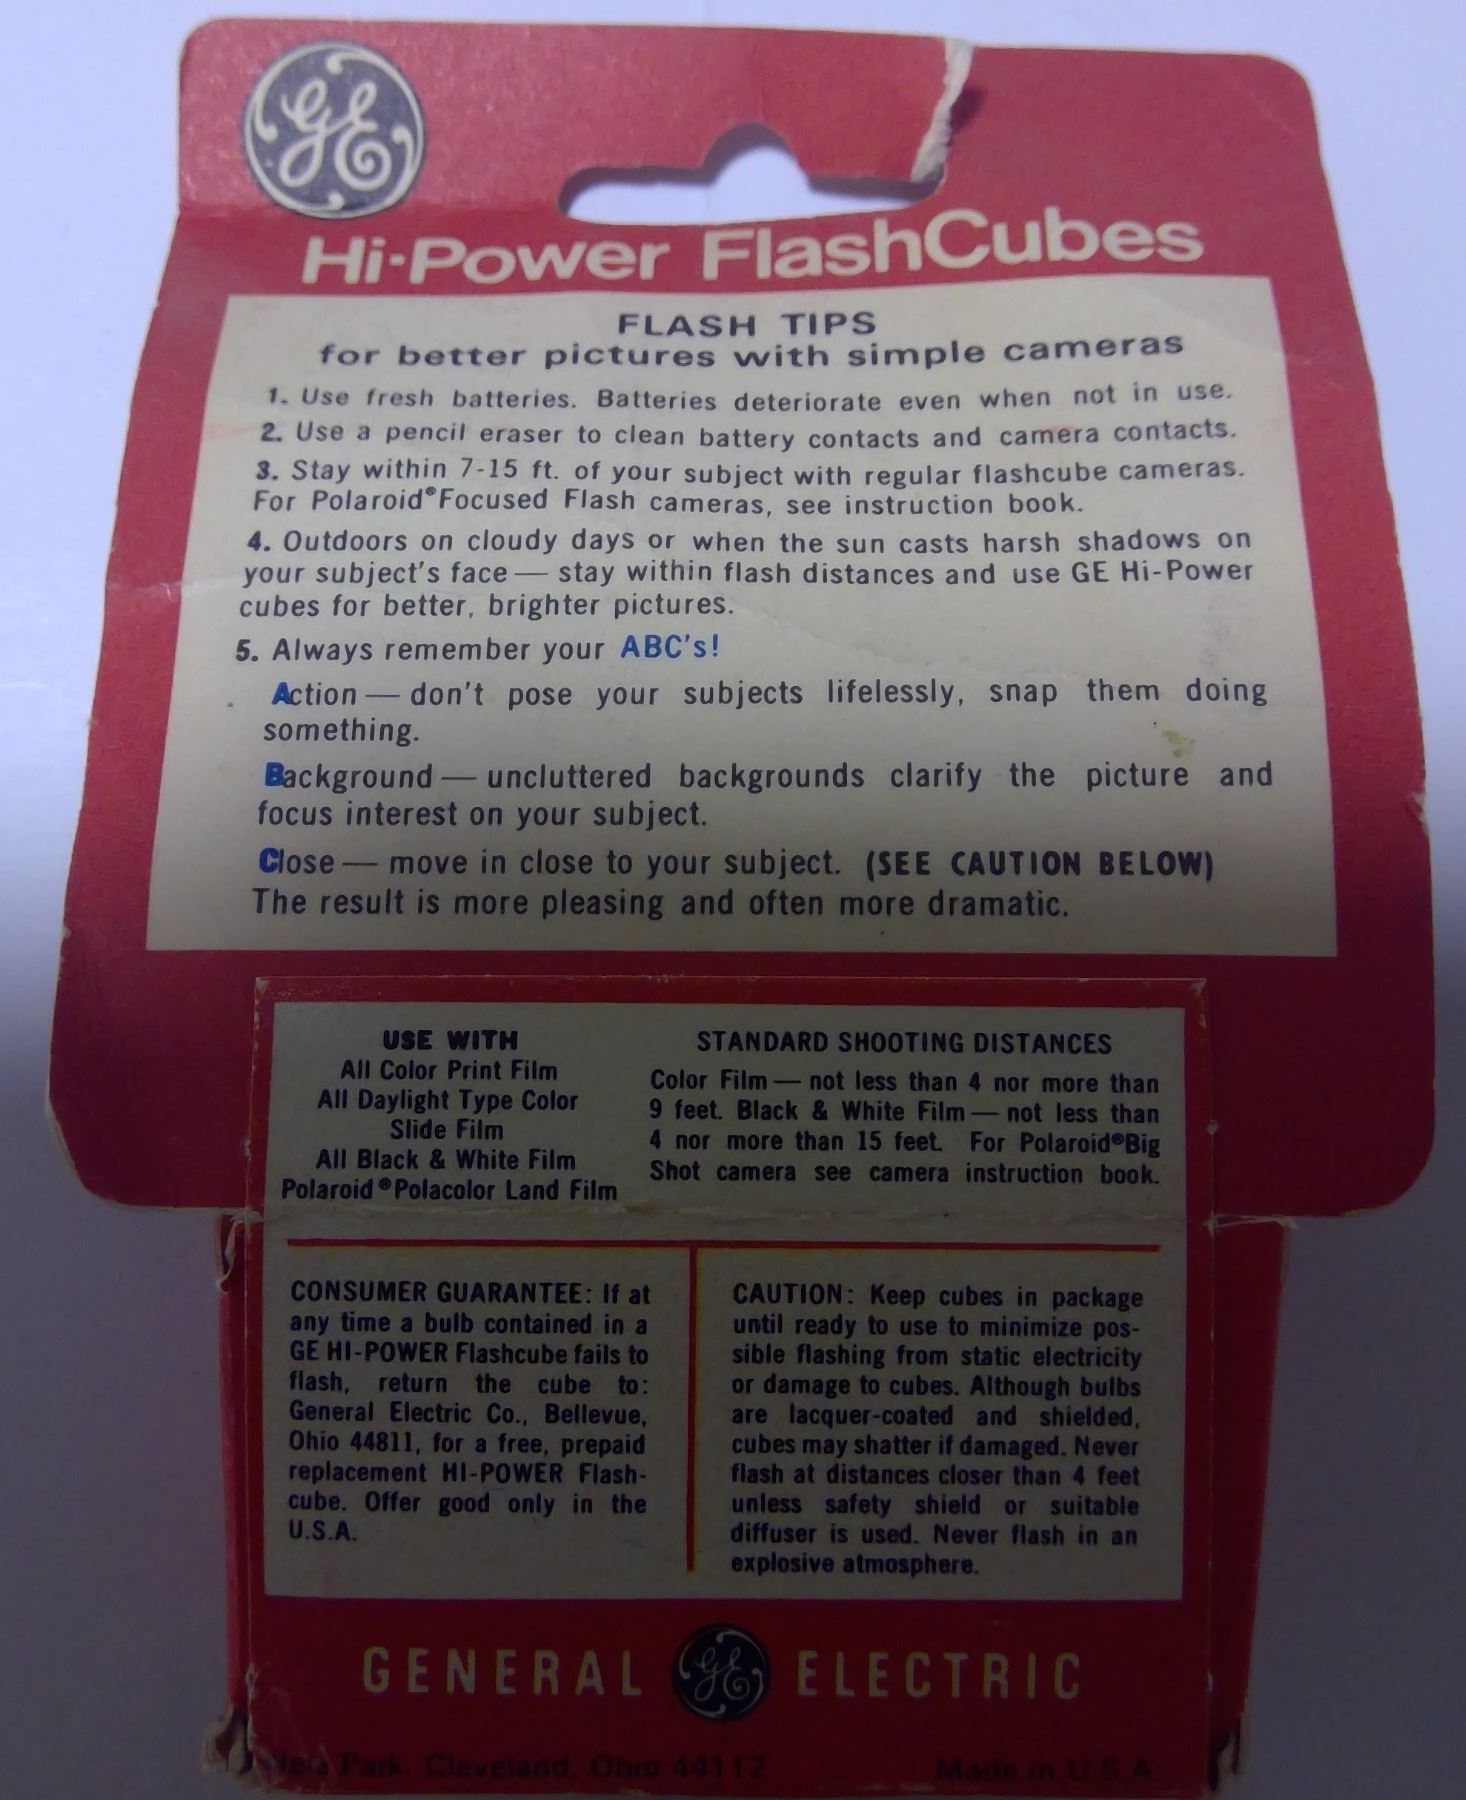 GE
Hi-Power FlashCubes
FLASH TIPS
for better pictures with simple cameras
1. Use fresh batteries. Batteries deteriorate even when not in use.
2. Use a pencil eraser to clean battery contacts and camera contacts.
3. Stay within 7-15 ft. of your subject with regular flashcube cameras.
For Polaroid® Focused Flash cameras, see instruction book.
4. Outdoors on cloudy days or when the sun casts harsh shadows on
your subject's face — stay within flash distances and use GE Hi-Power
cubes for better, brighter pictures.
5. Always remember your ABC's!
Action — don't pose your subjects lifelessly, snap them doing
something.
Background — uncluttered backgrounds clarify the picture and
focus interest on your subject.
Close — move in close to your subject. (SEE CAUTION BELOW)
The result is more pleasing and often more dramatic.
USE WITH
All Color Print Film
All Daylight Type Color
Slide Film
All Black & White Film
Polaroid® Polacolor Land Film
STANDARD SHOOTING DISTANCES
Color Film — not less than 4 nor more than
9 feet. Black & White Film — not less than
4 nor more than 15 feet. For Polaroid® Big
Shot camera see camera instruction book.
CONSUMER GUARANTEE: If at
any time a bulb contained in a
GE HI-POWER Flashcube fails to
flash, return the cube to:
General Electric Co., Bellevue,
Ohio 44811, for a free, prepaid
replacement HI-POWER Flash-
cube. Offer good only in the
U.S.A.
CAUTION: Keep cubes in package
until ready to use to minimize pos-
sible flashing from static electricity
or damage to cubes. Although bulbs
are lacquer-coated and shielded,
cubes may shatter if damaged. Never
flash at distances closer than 4 feet
unless safety shield or suitable
diffuser is used. Never flash in an
explosive atmosphere.
GENERAL GE ELECTRIC
Nela Park, Cleveland, Ohio 44112 Made in U.S.A